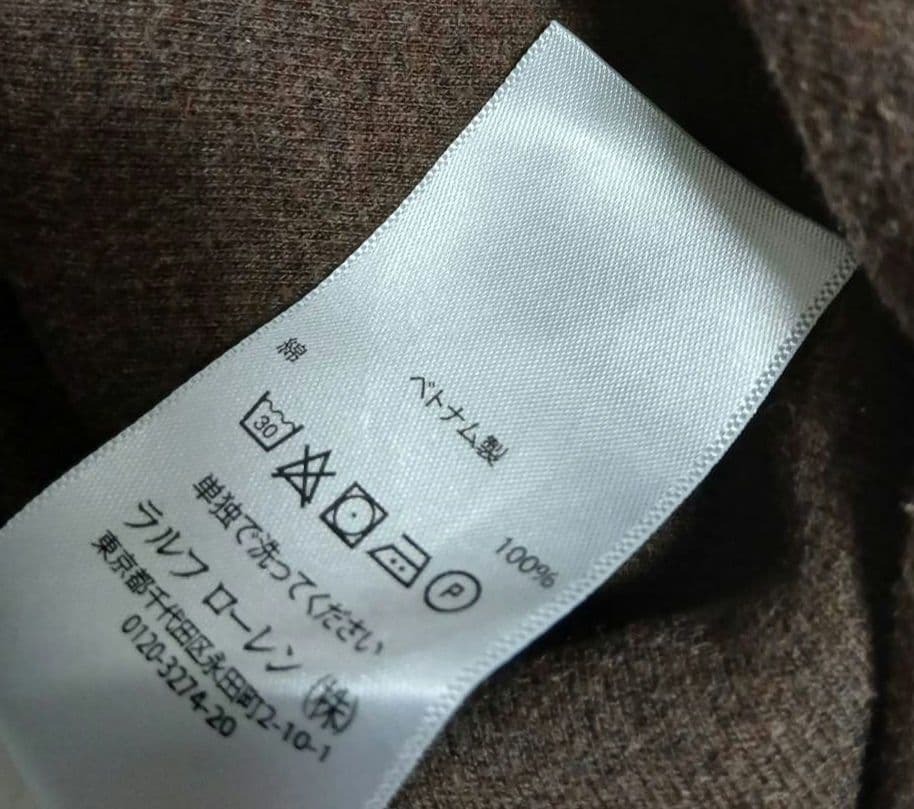 ベトナム製
綿 100%
30 P
単独で洗ってください
ラルフ ローレン (株)
東京都千代田区永田町2-10-1
0120-3274-20